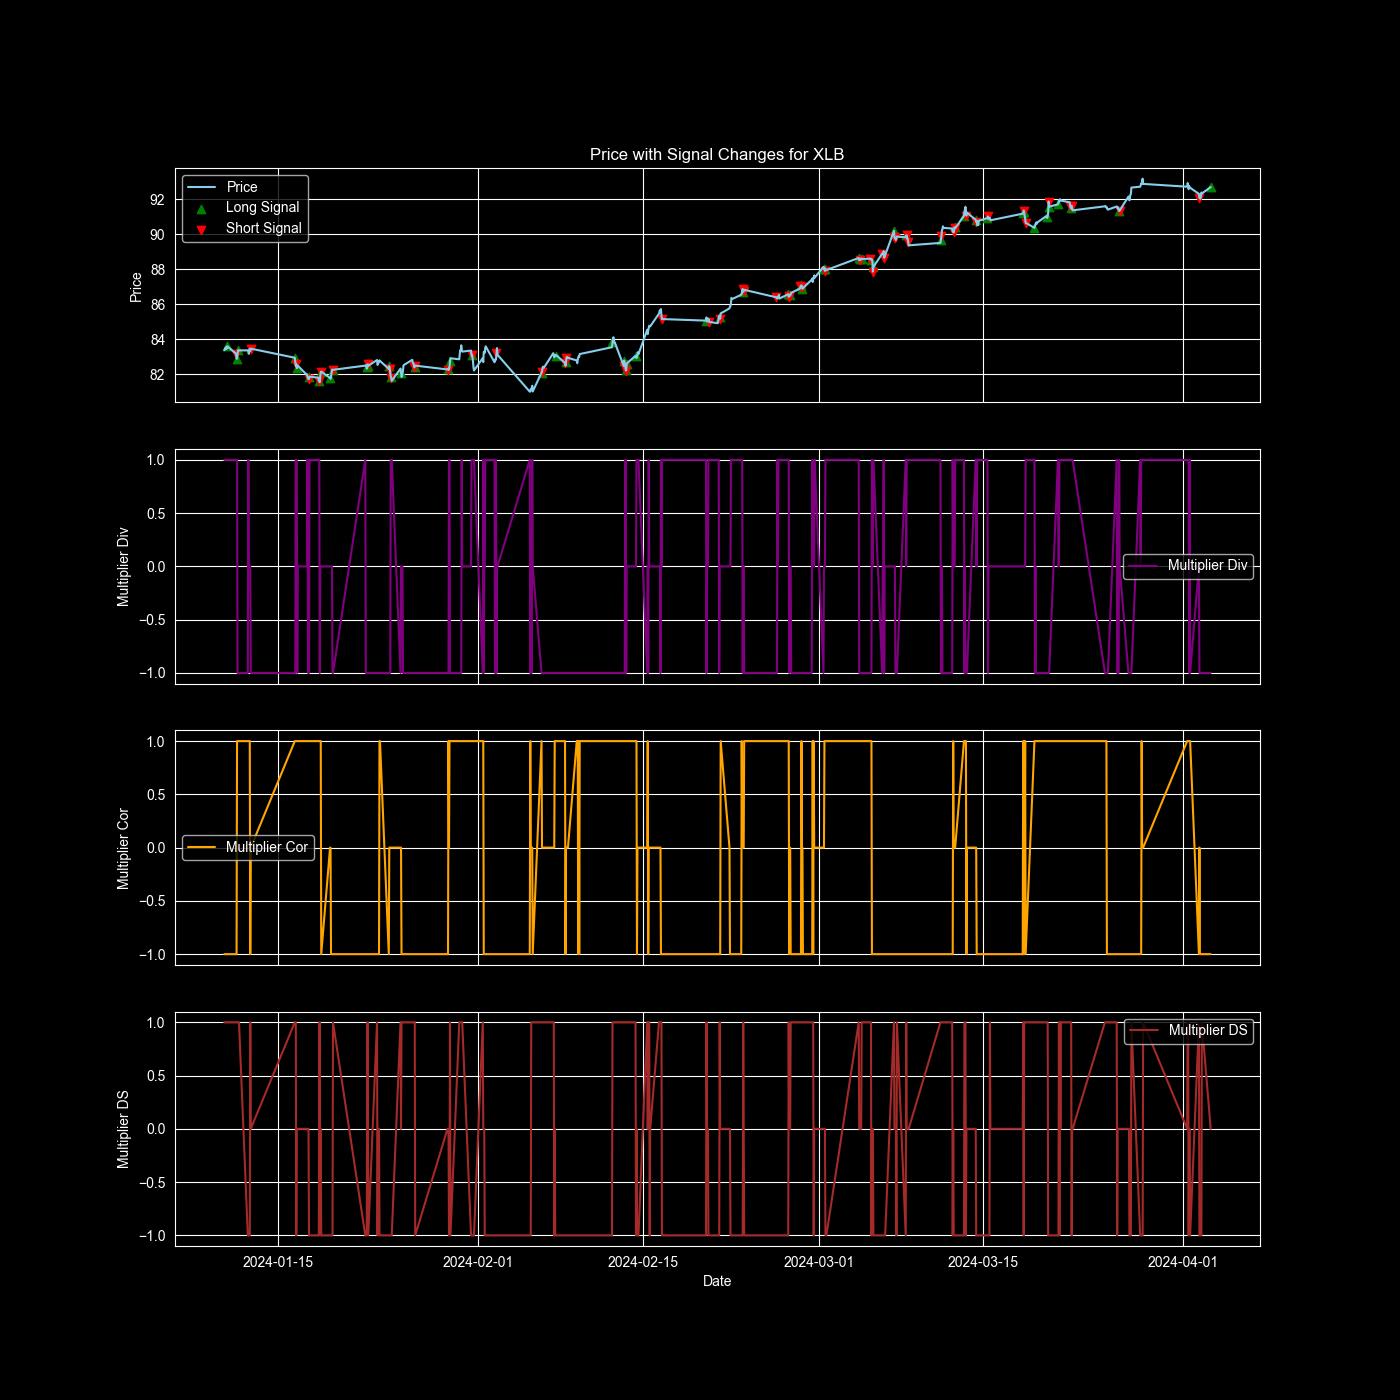 Price with Signal Changes for XLB
Price
Long Signal
Short Signal
Price
92
90
88
86
84
82
Multiplier Div
1.0
0.5
0.0
−0.5
−1.0
Multiplier Div
Multiplier Cor
1.0
0.5
0.0
−0.5
−1.0
Multiplier Cor
Multiplier DS
1.0
0.5
0.0
−0.5
−1.0
Multiplier DS
2024-01-15 2024-02-01 2024-02-15 2024-03-01 2024-03-15 2024-04-01
Date